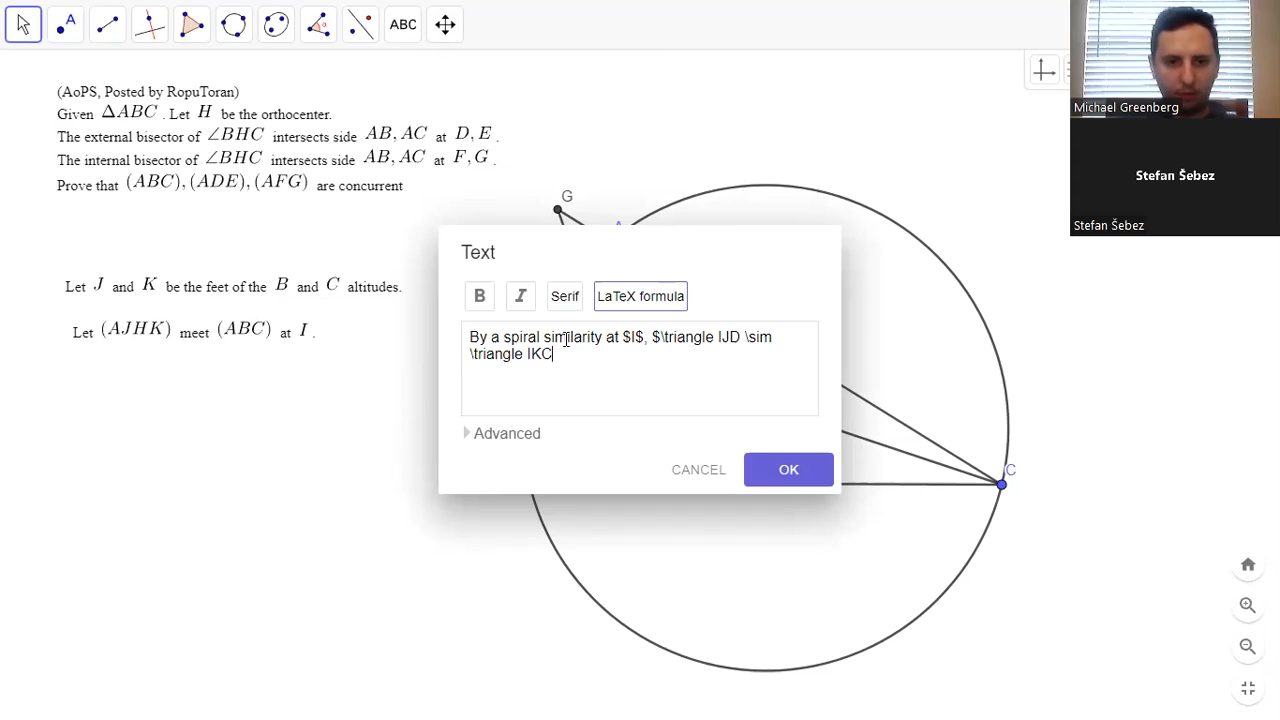 ABC
(AoPS, Posted by RopuToran)
Given ΔABC . Let H be the orthocenter.
The external bisector of ∠BHC intersects side AB, AC at D, E .
The internal bisector of ∠BHC intersects side AB, AC at F, G .
Prove that (ABC), (ADE), (AFG) are concurrent
Let J and K be the feet of the B and C altitudes.
Let (AJHK) meet (ABC) at I .
G
Text
B I Serif LaTeX formula
By a spiral similarity at $I$, $\triangle IJD \sim
\triangle IKC
Advanced
CANCEL OK
C
Michael Greenberg
Stefan Šebez
Stefan Šebez